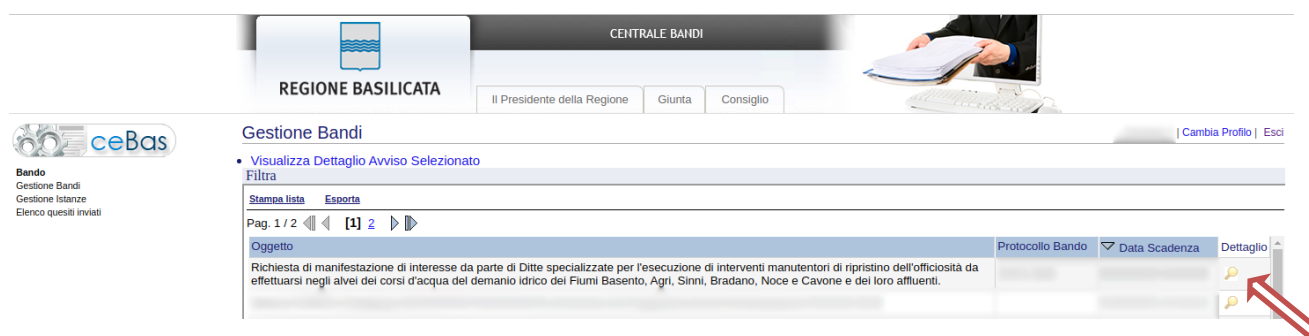 CENTRALE BANDI
REGIONE BASILICATA
Il Presidente della Regione Giunta Consiglio
ceBas
Gestione Bandi
| Cambia Profilo | Esci
Bando
Gestione Bandi
Gestione Istanze
Elenco quesiti inviati
Visualizza Dettaglio Avviso Selezionato
Filtra
Stampa lista Esporta
Pag. 1 / 2 [1] 2
Oggetto Protocollo Bando Data Scadenza Dettaglio
Richiesta di manifestazione di interesse da parte di Ditte specializzate per l'esecuzione di interventi manutentori di ripristino dell'officiosità da
effettuarsi negli alvei dei corsi d'acqua del demanio idrico dei Fiumi Basento, Agri, Sinni, Bradano, Noce e Cavone e dei loro affluenti.